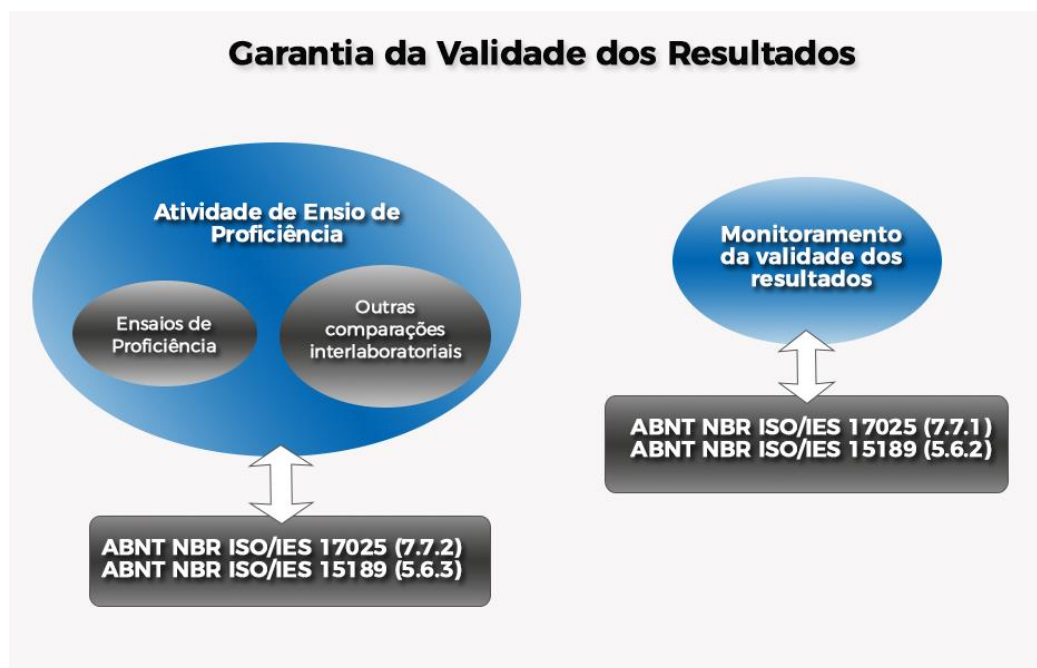 Garantia da Validade dos Resultados
Atividade de Ensio de
Proficiência
Ensaios de
Proficiência
Outras
comparações
interlaboratoriais
ABNT NBR ISO/IES 17025 (7.7.2)
ABNT NBR ISO/IES 15189 (5.6.3)
Monitoramento
da validade dos
resultados
ABNT NBR ISO/IES 17025 (7.7.1)
ABNT NBR ISO/IES 15189 (5.6.2)